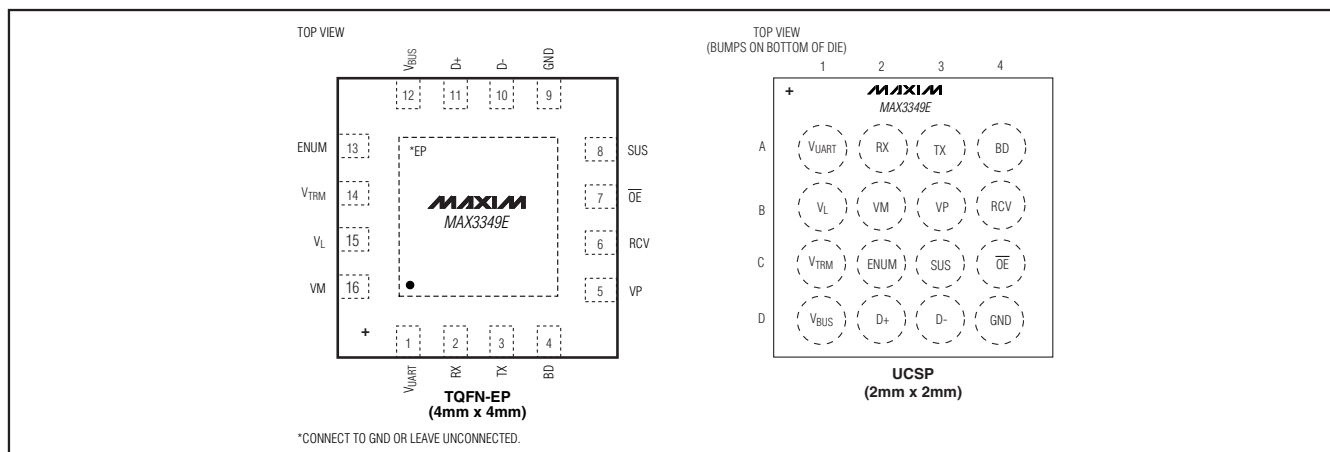 TOP VIEW
VBUS
D+
D-
GND
12
11
10
9
ENUM 13
VTRM 14
VL 15
VM 16
*EP
MAXIM
MAX3349E
8 SUS
7 OE
6 RCV
5 VP
+
1
2
3
4
VUART
RX
TX
BD
TQFN-EP
(4mm x 4mm)
*CONNECT TO GND OR LEAVE UNCONNECTED.
TOP VIEW
(BUMPS ON BOTTOM OF DIE)
1 2 3 4
+
MAXIM
MAX3349E
A VUART RX TX BD
B VL VM VP RCV
C VTRM ENUM SUS OE
D VBUS D+ D- GND
UCSP
(2mm x 2mm)